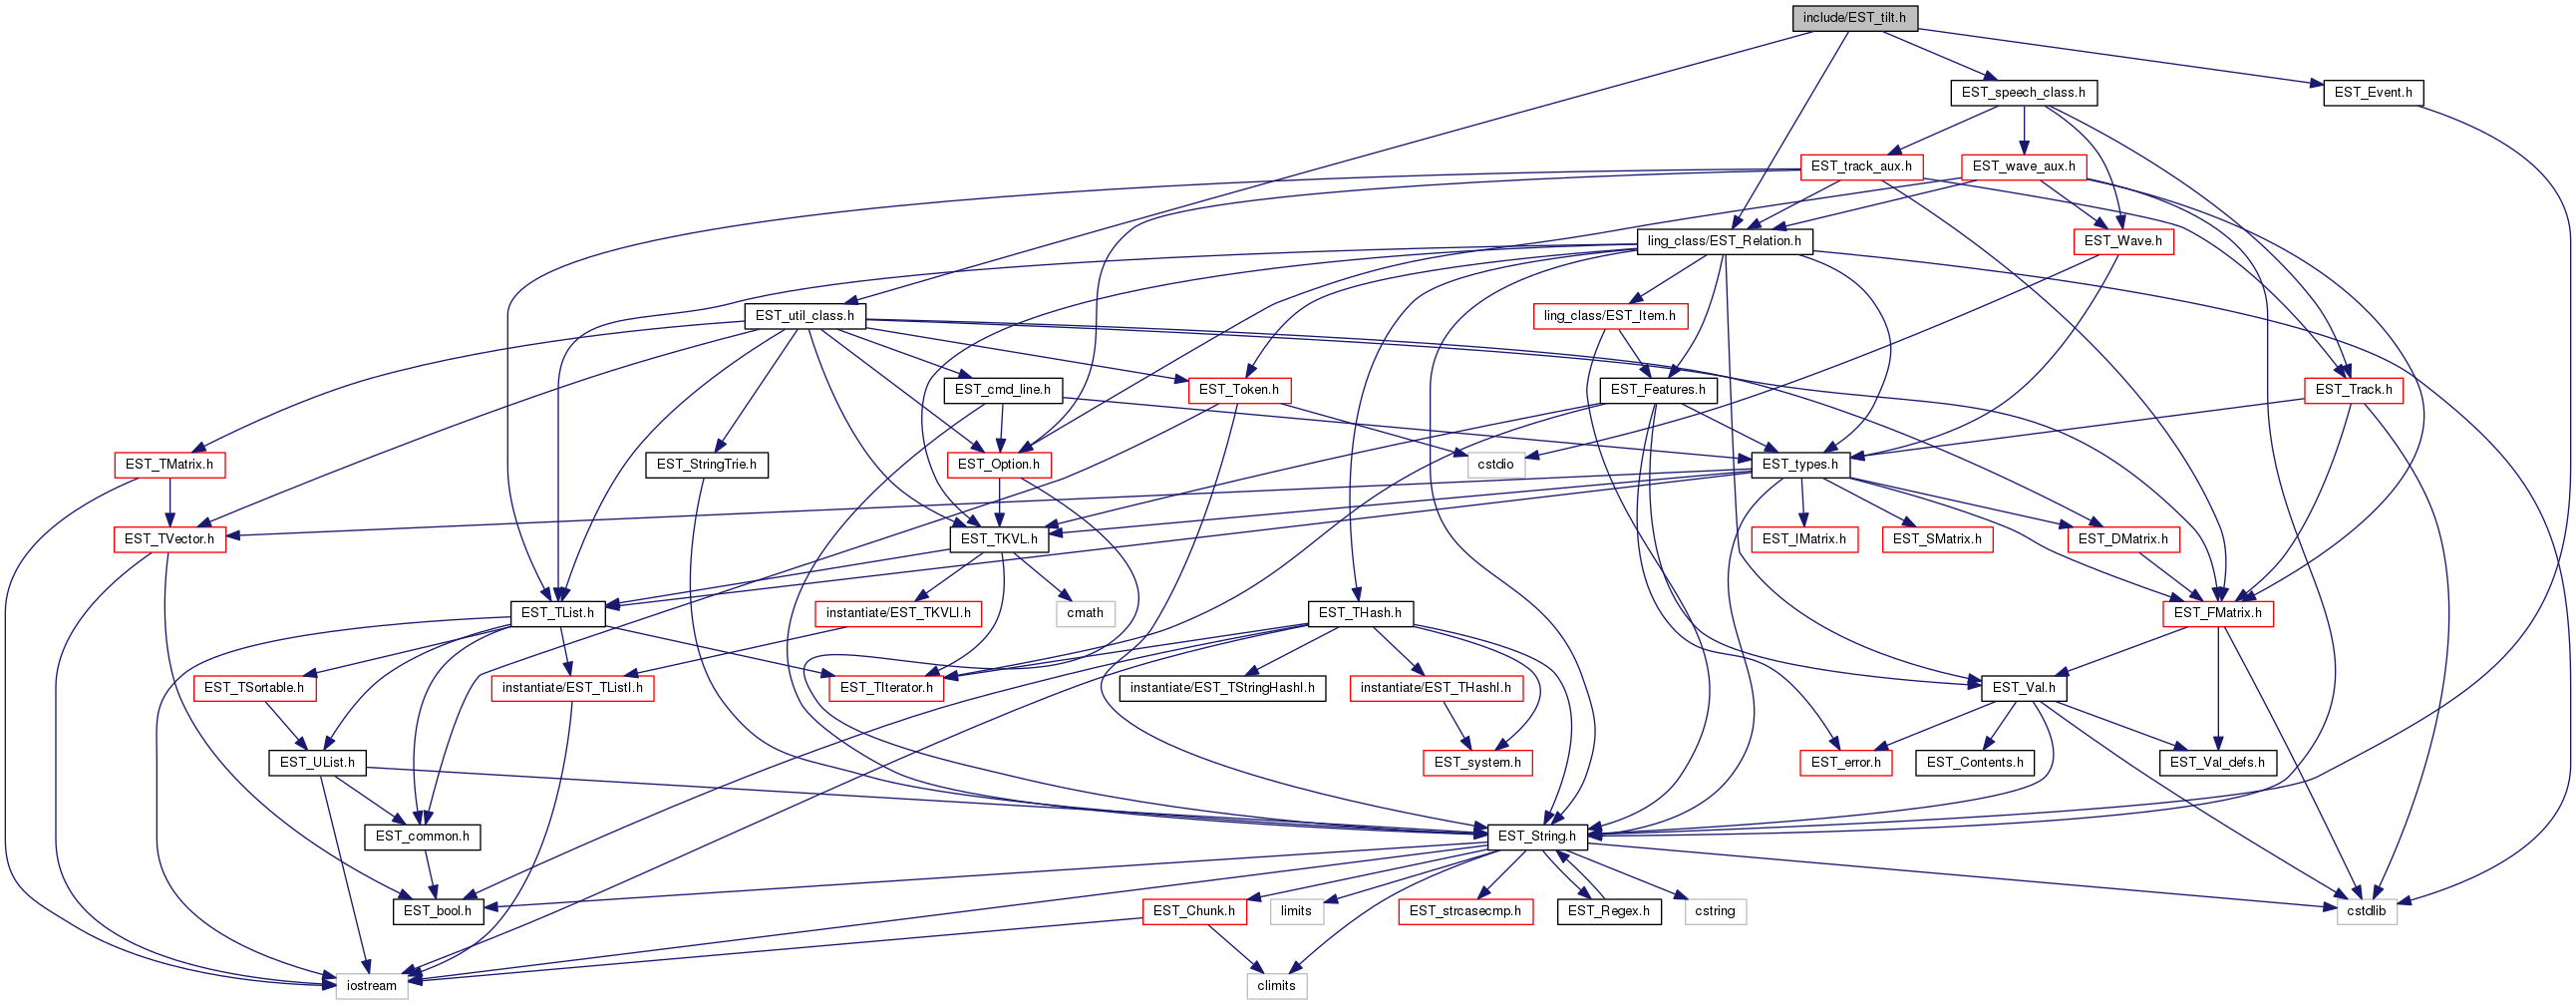 include/EST_tilt.h
EST_speech_class.h
EST_Event.h
EST_track_aux.h
EST_wave_aux.h
ling_class/EST_Relation.h
EST_Wave.h
EST_util_class.h
ling_class/EST_Item.h
EST_cmd_line.h
EST_Token.h
EST_Features.h
EST_Track.h
EST_TMatrix.h
EST_StringTrie.h
EST_Option.h
cstdio
EST_types.h
EST_TVector.h
EST_TKVL.h
EST_IMatrix.h
EST_SMatrix.h
EST_DMatrix.h
EST_TList.h
instantiate/EST_TKVLI.h
cmath
EST_THash.h
EST_FMatrix.h
EST_TSortable.h
instantiate/EST_TListI.h
EST_TIterator.h
instantiate/EST_TStringHashI.h
instantiate/EST_THashI.h
EST_Val.h
EST_UList.h
EST_system.h
EST_error.h
EST_Contents.h
EST_Val_defs.h
EST_common.h
EST_String.h
EST_bool.h
EST_Chunk.h
limits
EST_strcasecmp.h
EST_Regex.h
cstring
cstdlib
iostream
climits